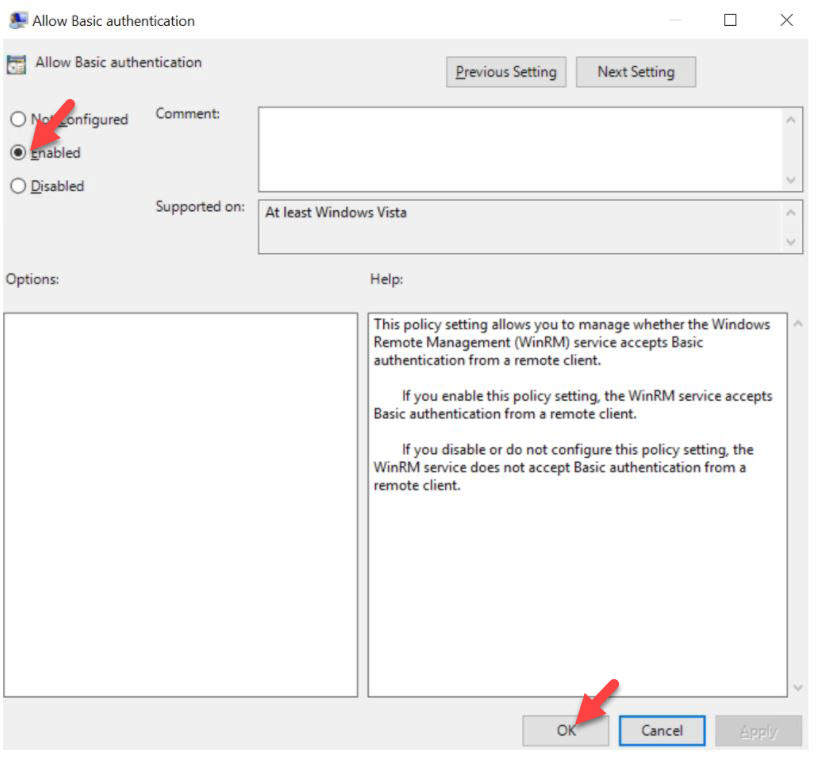 Allow Basic authentication
Allow Basic authentication
Previous Setting
Next Setting
Not Configured
Comment:
Enabled
Disabled
Supported on:
At least Windows Vista
Options:
Help:
This policy setting allows you to manage whether the Windows
Remote Management (WinRM) service accepts Basic
authentication from a remote client.
If you enable this policy setting, the WinRM service accepts
Basic authentication from a remote client.
If you disable or do not configure this policy setting, the
WinRM service does not accept Basic authentication from a
remote client.
OK
Cancel
Apply